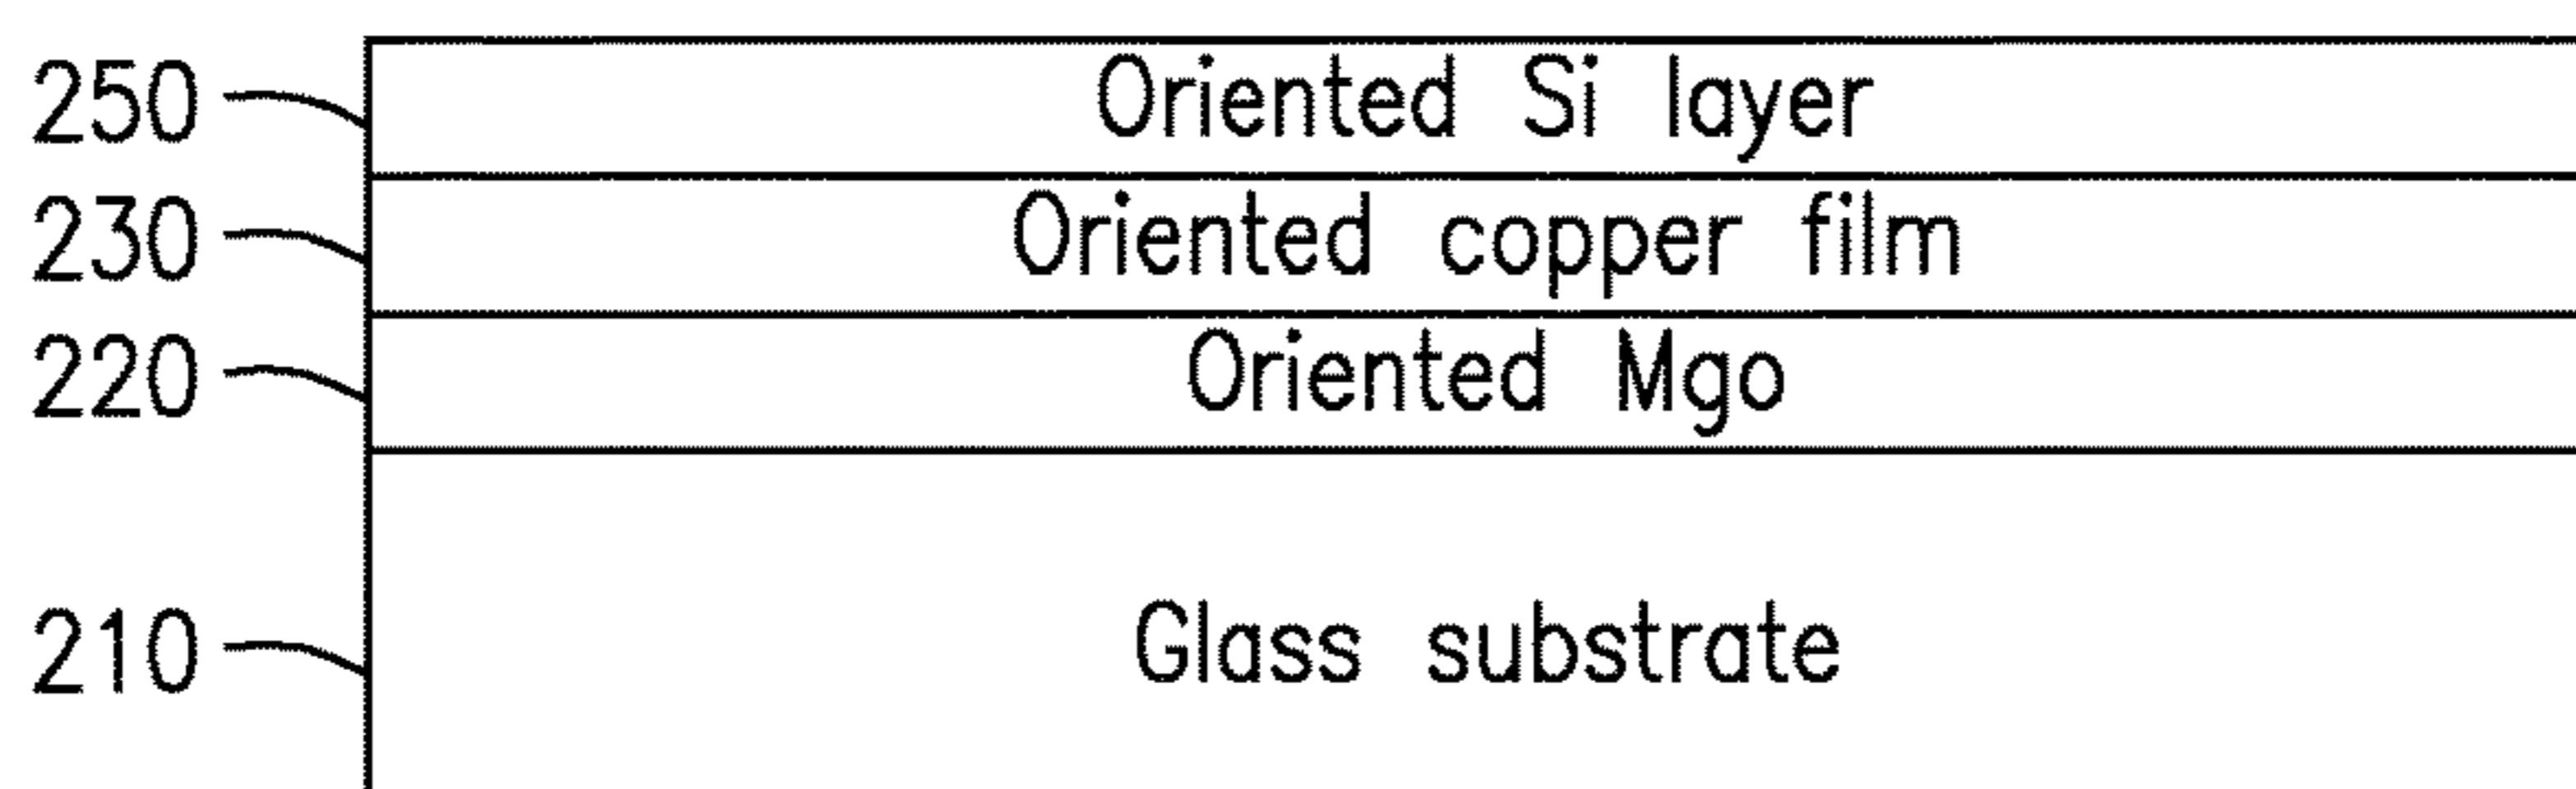 250 Oriented Si layer
230 Oriented copper film
220 Oriented Mgo
210 Glass substrate